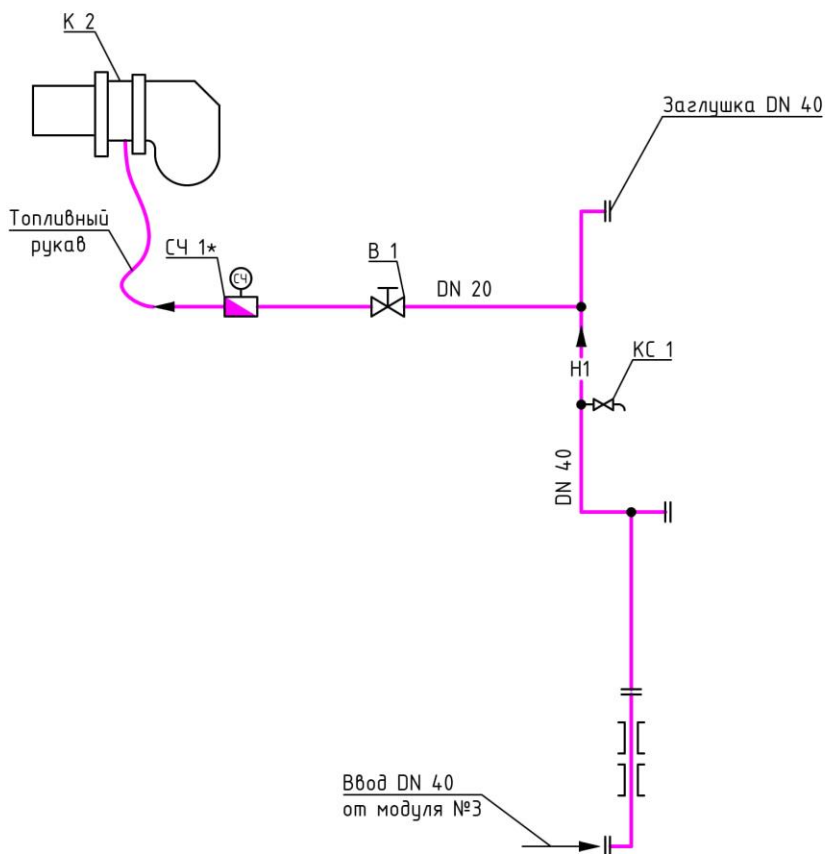 К 2
Заглушка DN 40
Топливный
рукав
СЧ 1*
СЧ
В 1
DN 20
КС 1
Н1
DN 40
Ввод DN 40
от модуля №3